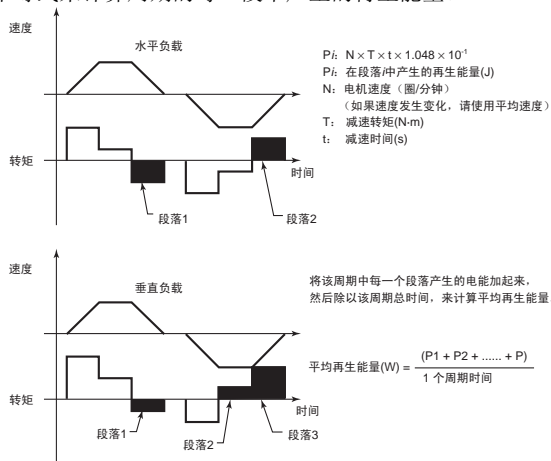 速度
水平负载
转矩
时间
段落1
段落2
Pi: N×T×t×1.048×10⁻¹
Pi: 在段落i中产生的再生能量(J)
N: 电机速度（圈/分钟）
（如果速度发生变化，请使用平均速度）
T: 减速转矩(N·m)
t: 减速时间(s)
速度
垂直负载
转矩
时间
段落1
段落2
段落3
将该周期中每一个段落产生的电能加起来，
然后除以该周期总时间，来计算平均再生能量
平均再生能量(W) = (P1 + P2 + ...... + P)
1 个周期时间